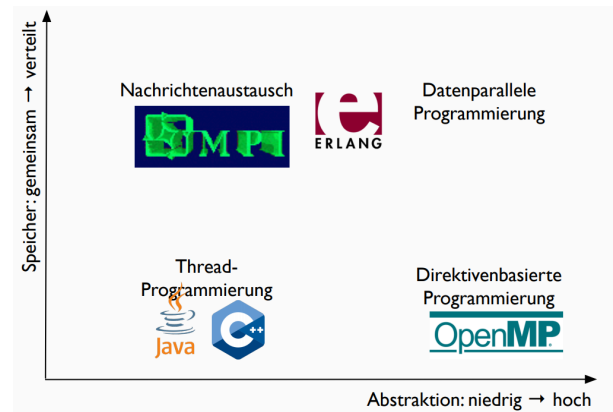 Speicher: gemeinsam → verteilt
Nachrichtenaustausch
MPI
e
ERLANG
Datenparallele
Programmierung
Thread-
Programmierung
Java
C++
Direktivenbasierte
Programmierung
OpenMP
Abstraktion: niedrig → hoch